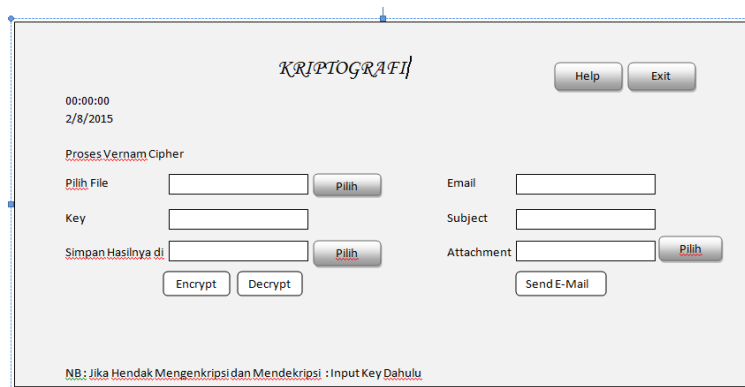 KRIPTOGRAFI
Help Exit
00:00:00
2/8/2015
Proses Vernam Cipher
Pilih File Pilih Email
Key Subject
Simpan Hasilnya di Pilih Attachment Pilih
Encrypt Decrypt Send E-Mail
NB : Jika Hendak Mengenkripsi dan Mendekripsi : Input Key Dahulu